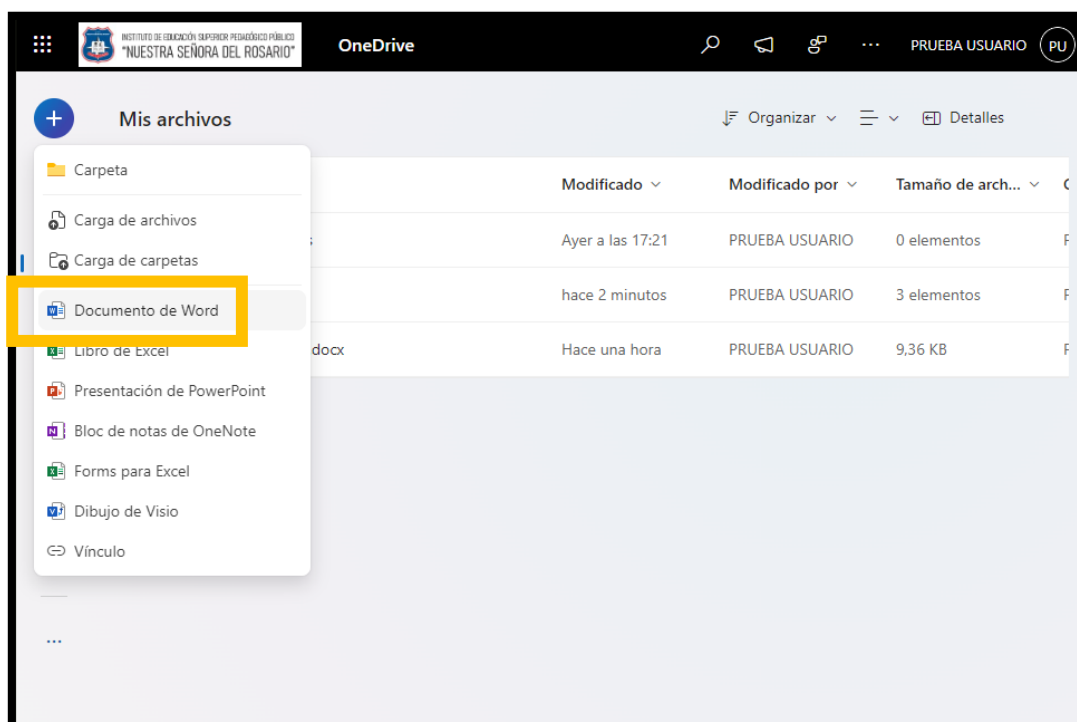 INSTITUTO DE EDUCACIÓN SUPERIOR PEDAGÓGICO PÚBLICO
"NUESTRA SEÑORA DEL ROSARIO"
OneDrive
PRUEBA USUARIO
PU
Mis archivos
Organizar
Detalles
Carpeta
Carga de archivos
Carga de carpetas
Documento de Word
Libro de Excel
Presentación de PowerPoint
Bloc de notas de OneNote
Forms para Excel
Dibujo de Visio
Vínculo
...
Modificado Modificado por Tamaño de arch...
Ayer a las 17:21 PRUEBA USUARIO 0 elementos
hace 2 minutos PRUEBA USUARIO 3 elementos
docx Hace una hora PRUEBA USUARIO 9,36 KB